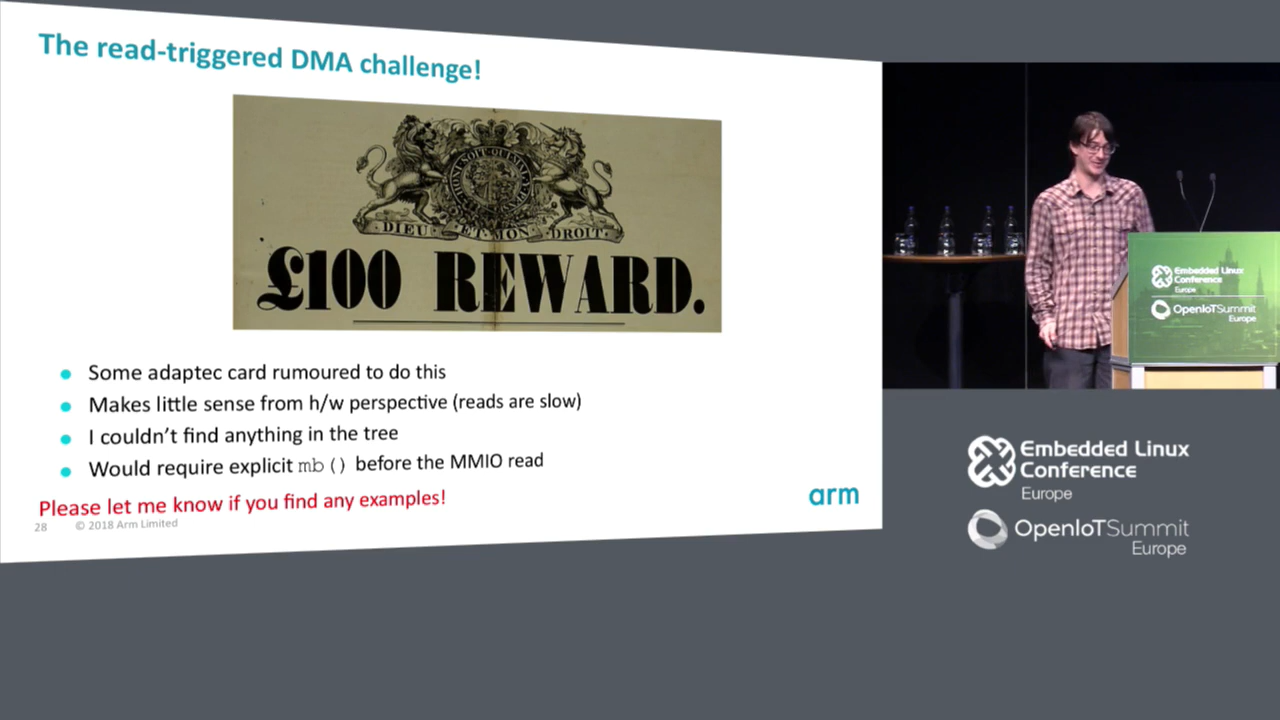 The read-triggered DMA challenge!
DIEU ET MON DROIT
£100 REWARD.
Some adaptec card rumoured to do this
Makes little sense from h/w perspective (reads are slow)
I couldn't find anything in the tree
Would require explicit mb() before the MMIO read
Please let me know if you find any examples!
28 © 2018 Arm Limited
arm
Embedded Linux
Conference
Europe
OpenIoTSummit
Europe
Embedded Linux
Conference
Europe
OpenIoTSummit
Europe